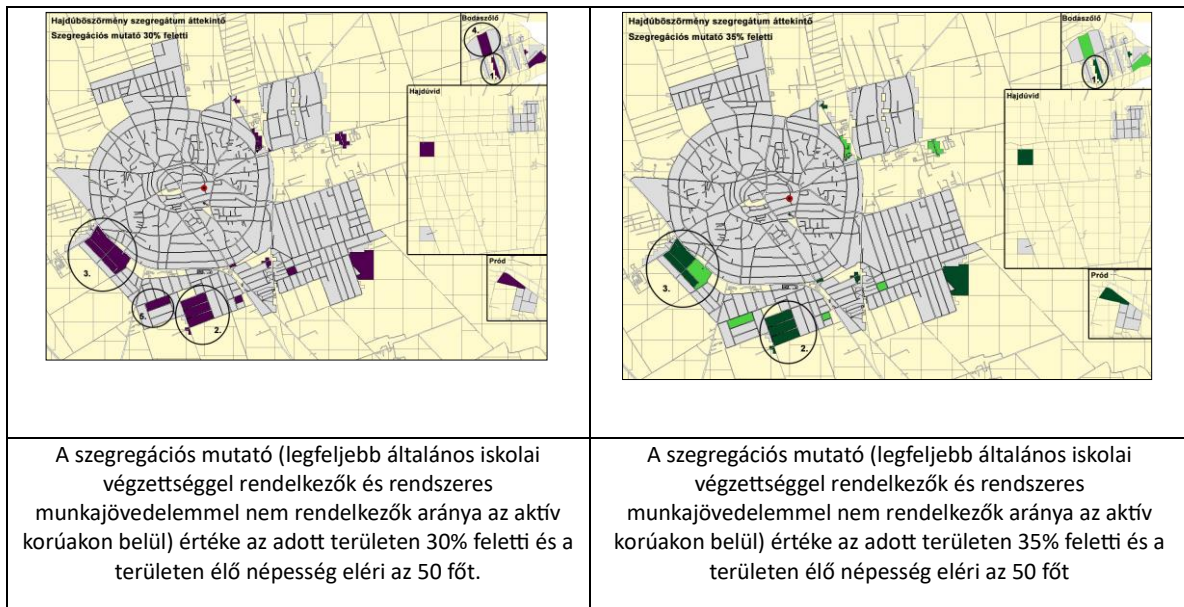 Hajdúböszörmény szegregátum áttekintő
Szegregációs mutató 30% feletti
Bodaszőlő
4.
1.
Hajdúvid
3.
5.
2.
Pród
Hajdúböszörmény szegregátum áttekintő
Szegregációs mutató 35% feletti
Bodaszőlő
1.
Hajdúvid
3.
2.
Pród
A szegregációs mutató (legfeljebb általános iskolai
végzettséggel rendelkezők és rendszeres
munkajövedelemmel nem rendelkezők aránya az aktív
korúakon belül) értéke az adott területen 30% feletti és a
területen élő népesség eléri az 50 főt.
A szegregációs mutató (legfeljebb általános iskolai
végzettséggel rendelkezők és rendszeres
munkajövedelemmel nem rendelkezők aránya az aktív
korúakon belül) értéke az adott területen 35% feletti és a
területen élő népesség eléri az 50 főt